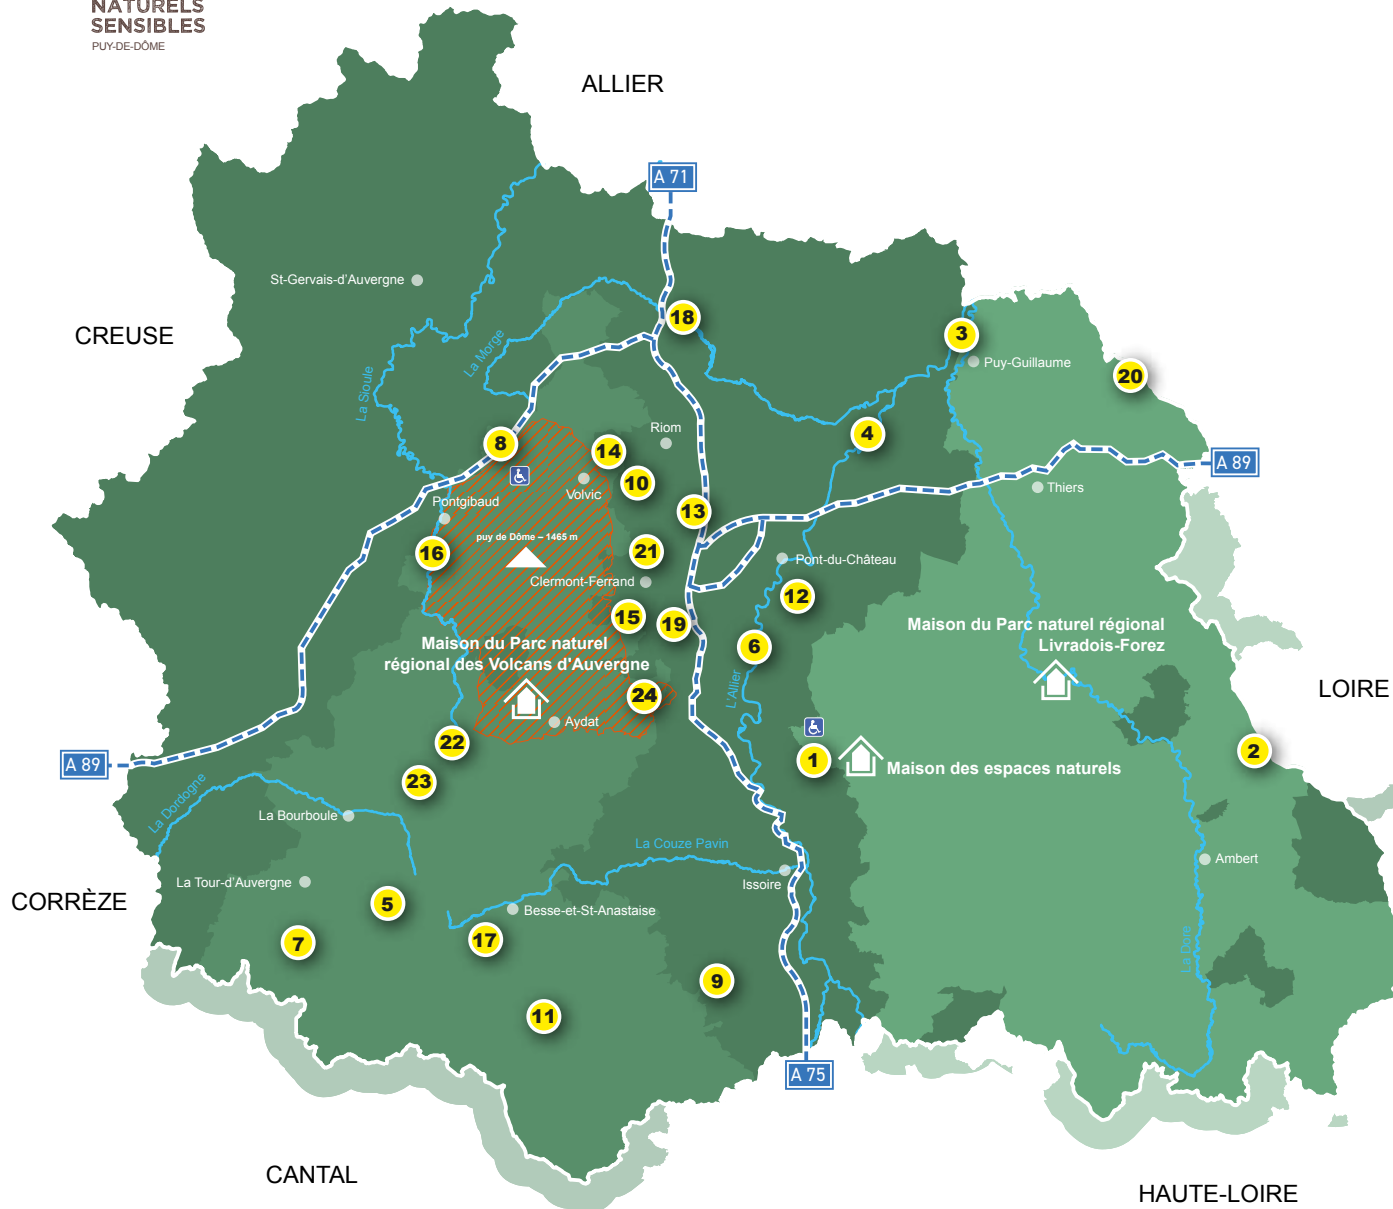 NATURELS
SENSIBLES
PUY-DE-DÔME
ALLIER
A 71
St-Gervais-d'Auvergne
CREUSE
La Morge
La Sioule
18
3
Puy-Guillaume
20
8
14
Riom
4
10
Volvic
A 89
Thiers
Pontgibaud
13
puy de Dôme – 1465 m
16
21
Pont-du-Château
Clermont-Ferrand
12
15
19
Maison du Parc naturel
régional des Volcans d'Auvergne
6
Maison du Parc naturel régional
Livradois-Forez
L'Allier
24
LOIRE
Aydat
22
1
Maison des espaces naturels
2
A 89
23
La Dordogne
La Bourboule
La Couze Pavin
Ambert
Issoire
La Tour-d'Auvergne
CORRÈZE
5
Besse-et-St-Anastaise
7
17
La Dore
9
11
A 75
CANTAL
HAUTE-LOIRE